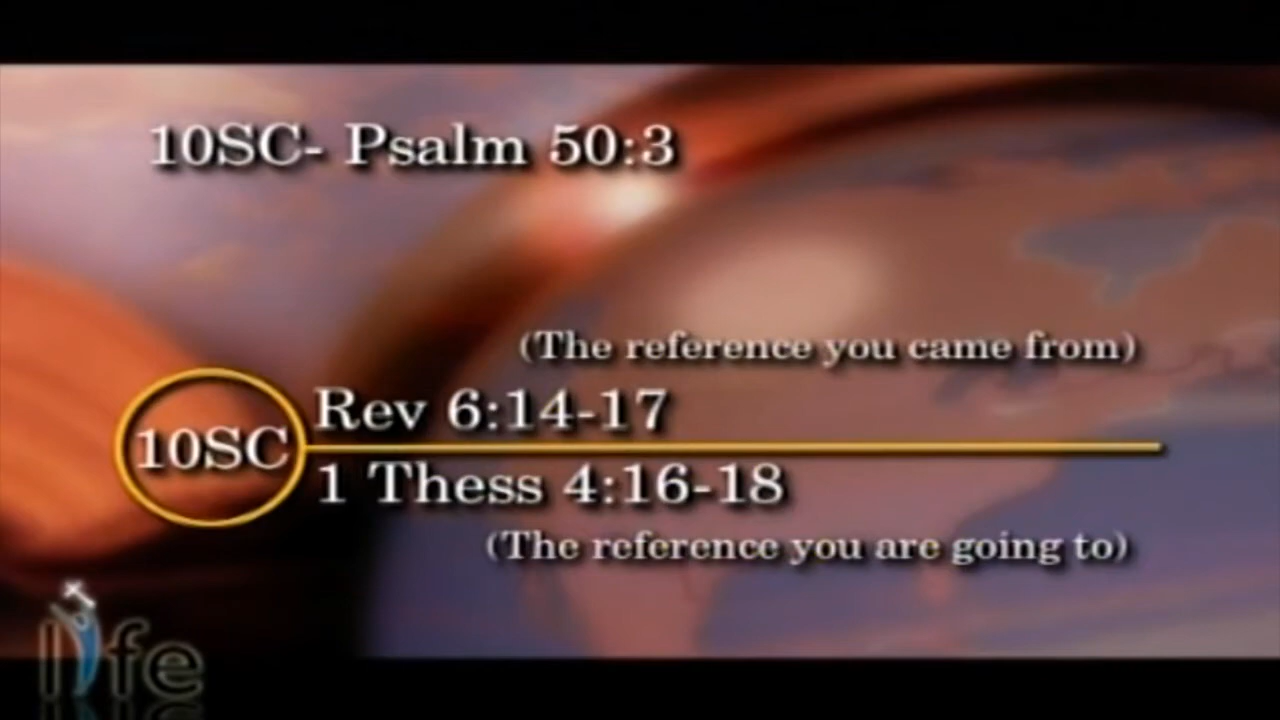 10SC- Psalm 50:3
(The reference you came from)
Rev 6:14-17
10SC
1 Thess 4:16-18
(The reference you are going to)
life